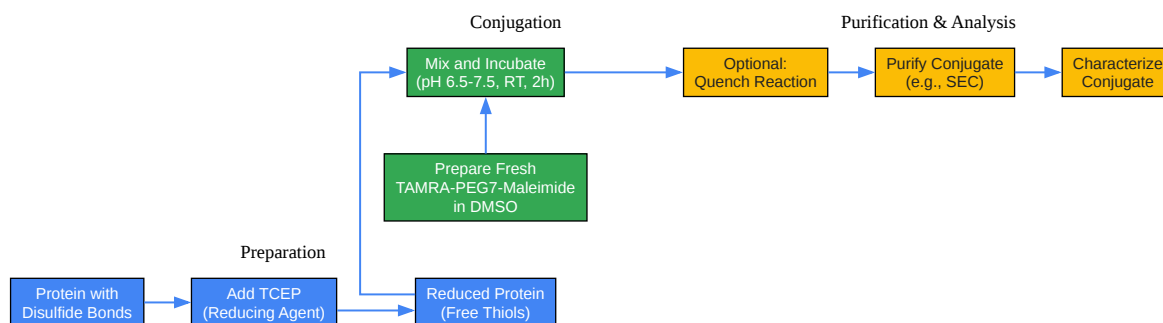 Conjugation
Purification & Analysis
Mix and Incubate
(pH 6.5-7.5, RT, 2h)
Optional:
Quench Reaction
Purify Conjugate
(e.g., SEC)
Characterize
Conjugate
Prepare Fresh
TAMRA-PEG7-Maleimide
in DMSO
Preparation
Protein with
Disulfide Bonds
Add TCEP
(Reducing Agent)
Reduced Protein
(Free Thiols)